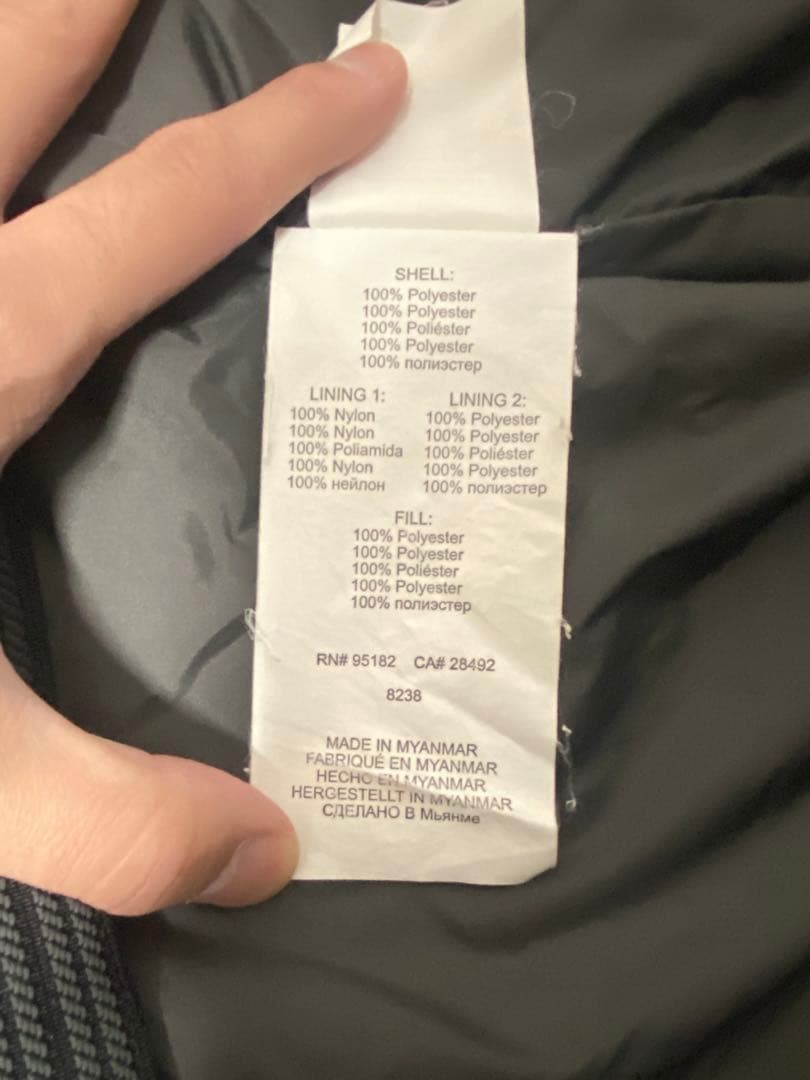 SHELL:
100% Polyester
100% Polyester
100% Poliéster
100% Polyester
100% полиэстер
LINING 1:
100% Nylon
100% Nylon
100% Poliamida
100% Nylon
100% нейлон
LINING 2:
100% Polyester
100% Polyester
100% Poliéster
100% Polyester
100% полиэстер
FILL:
100% Polyester
100% Polyester
100% Poliéster
100% Polyester
100% полиэстер
RN# 95182 CA# 28492
8238
MADE IN MYANMAR
FABRIQUÉ EN MYANMAR
HECHO EN MYANMAR
HERGESTELLT IN MYANMAR
СДЕЛАНО В Мьянме